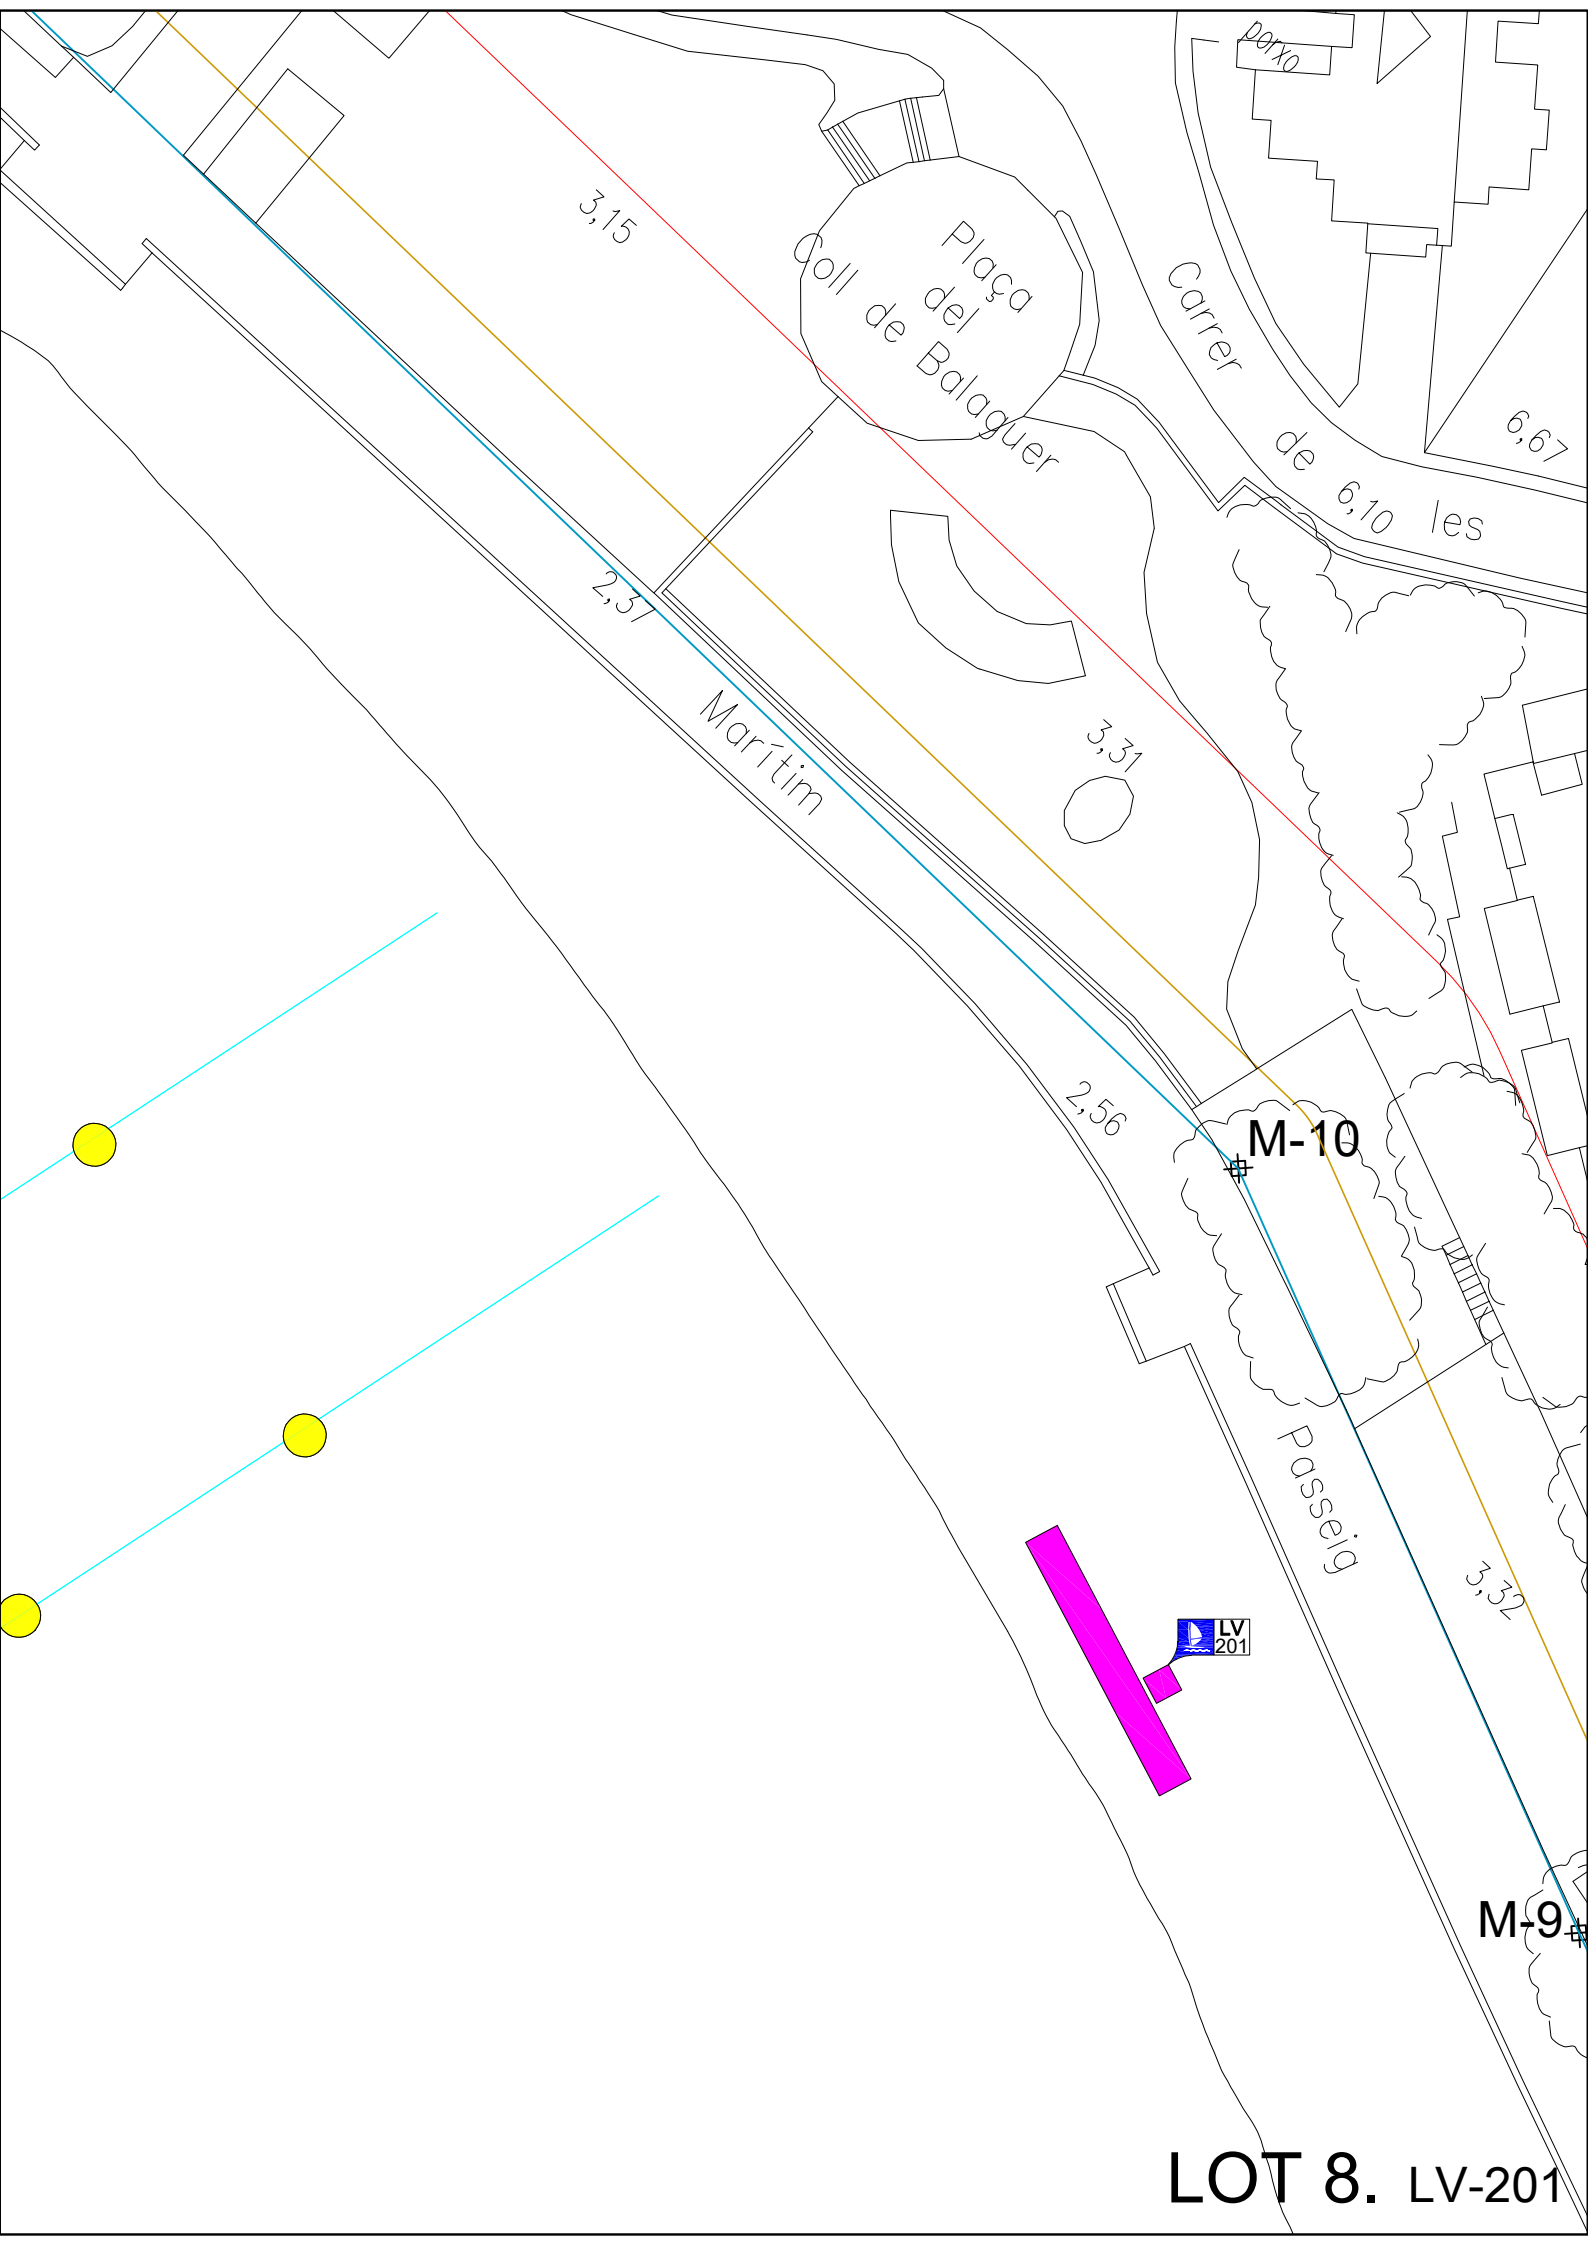 porxo
3,15
Plaça
del
Coll de Balaguer
Carrer
de les
6,67
6,10
2,37
Marítim
3,31
2,56
M-10
Passeig
3,32
LV
201
M-9
LOT 8. LV-201